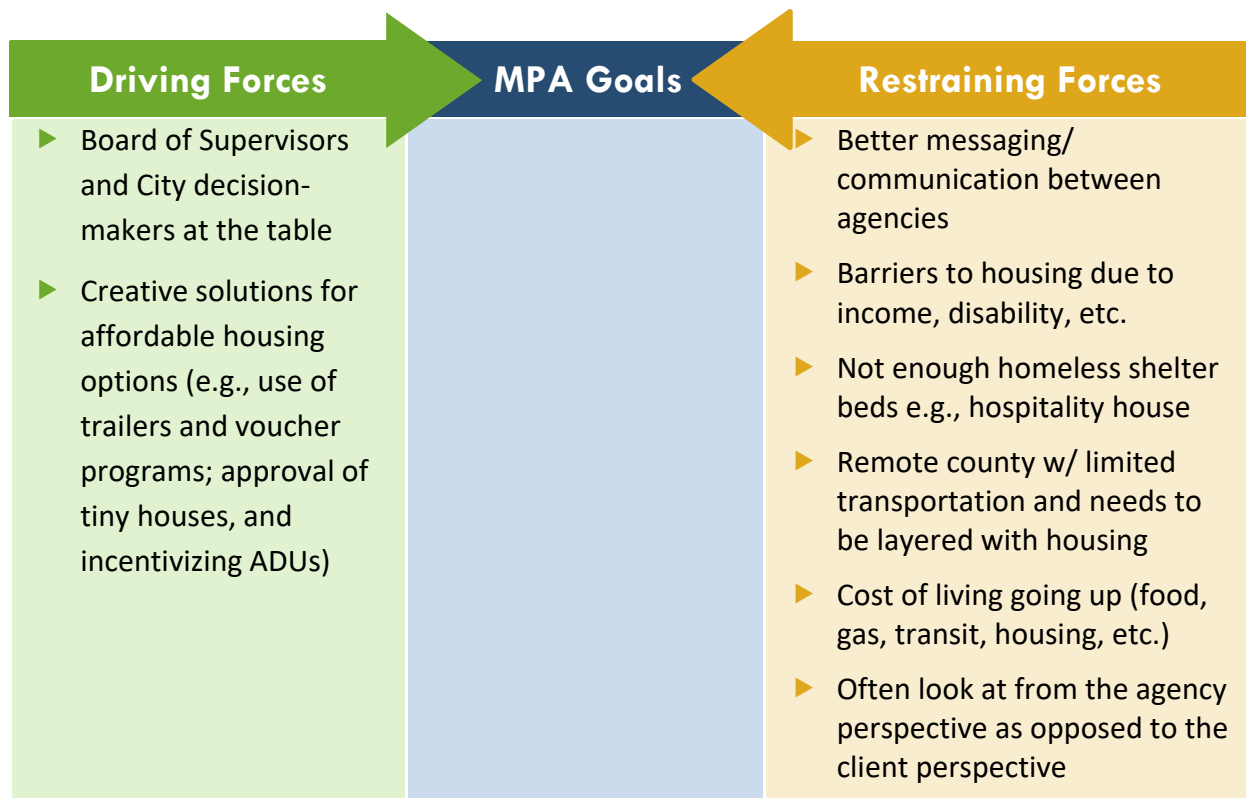 Driving Forces
MPA Goals
Restraining Forces
Board of Supervisors
and City decision-
makers at the table
Creative solutions for
affordable housing
options (e.g., use of
trailers and voucher
programs; approval of
tiny houses, and
incentivizing ADUs)
Better messaging/
communication between
agencies
Barriers to housing due to
income, disability, etc.
Not enough homeless shelter
beds e.g., hospitality house
Remote county w/ limited
transportation and needs to
be layered with housing
Cost of living going up (food,
gas, transit, housing, etc.)
Often look at from the agency
perspective as opposed to the
client perspective